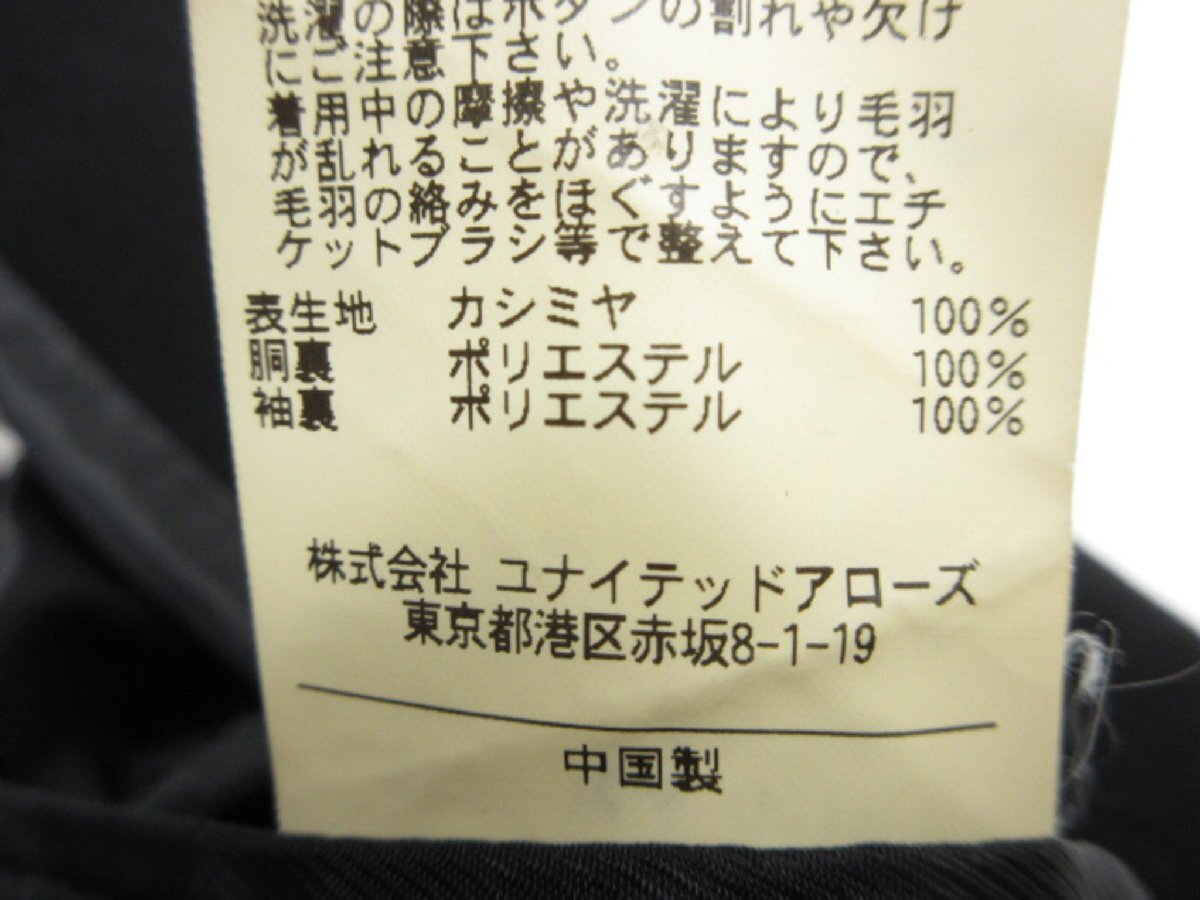 洗濯の際はボタンの割れや欠け
にご注意下さい。
着用中の摩擦や洗濯により毛羽
が乱れることがありますので、
毛羽の絡みをほぐすようにエチ
ケットブラシ等で整えて下さい。
表生地 カシミヤ 100%
胴裏 ポリエステル 100%
袖裏 ポリエステル 100%
株式会社 ユナイテッドアローズ
東京都港区赤坂8-1-19
中国製